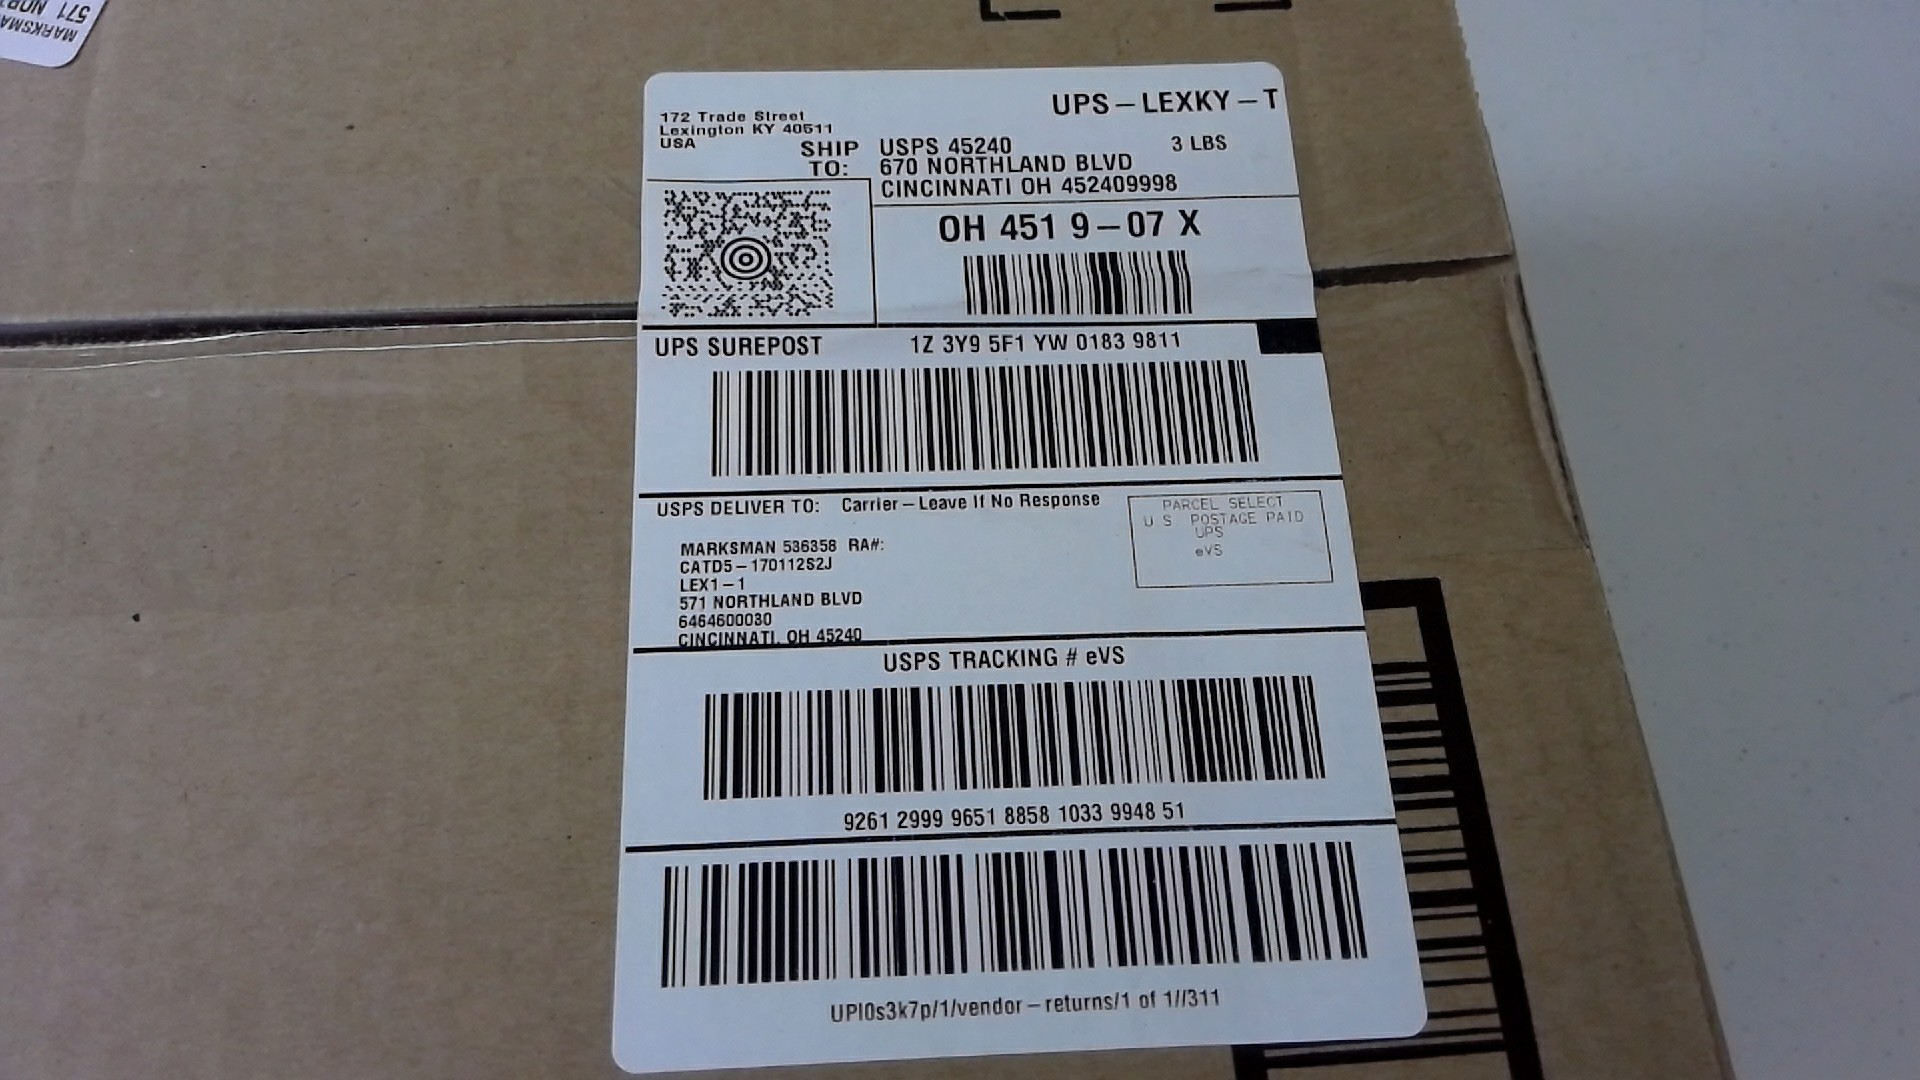 MARKSMA
571 NOR
UPS-LEXKY-T
172 Trade Street
Lexington KY 40511
USA
SHIP TO: USPS 45240 3 LBS
670 NORTHLAND BLVD
CINCINNATI OH 452409998
OH 451 9-07 X
UPS SUREPOST 1Z 3Y9 5F1 YW 0183 9811
USPS DELIVER TO: Carrier-Leave If No Response
PARCEL SELECT
U S POSTAGE PAID
UPS
eVS
MARKSMAN 536358 RA#:
CATD5-170112S2J
LEX1-1
571 NORTHLAND BLVD
6464600030
CINCINNATI, OH 45240
USPS TRACKING # eVS
9261 2999 9651 8858 1033 9948 51
UPI0s3k7p/1/vendor-returns/1 of 1//311